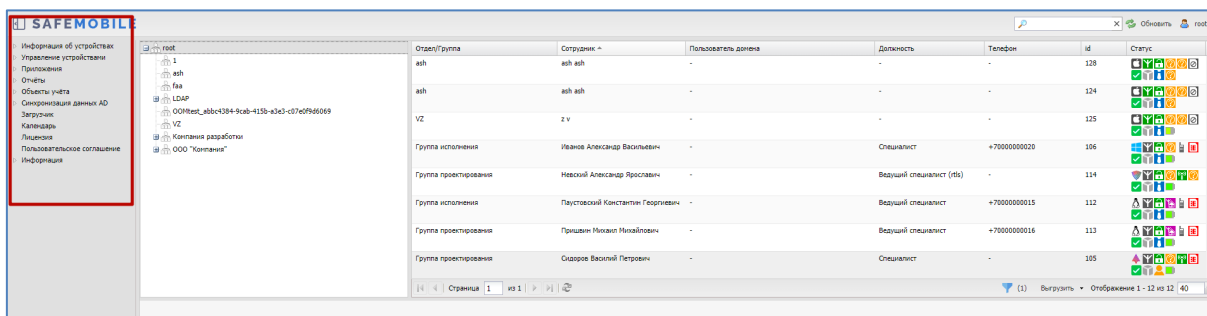 SAFEMOBILE
Обновить root
Информация об устройствах
Управление устройствами
Приложения
Отчёты
Объекты учёта
Синхронизация данных AD
Загрузчик
Календарь
Лицензия
Пользовательское соглашение
Информация
root
1
ash
faa
LDAP
OOMtest_abbc4384-9cab-415b-a3e3-c07e0f9d6069
VZ
Компания разработки
ООО "Компания"
Отдел/Группа Сотрудник Пользователь домена Должность Телефон id Статус
ash ash ash - - - 128
ash ash ash - - - 124
VZ z v - - - 125
Группа исполнения Иванов Александр Васильевич - Специалист +70000000020 106
Группа проектирования Невский Александр Ярославич - Ведущий специалист (rtls) - 114
Группа исполнения Паустовский Константин Георгиевич - Ведущий специалист +70000000015 112
Группа проектирования Пришвин Михаил Михайлович - Ведущий специалист +70000000016 113
Группа проектирования Сидоров Василий Петрович - Специалист - 105
Страница 1 из 1 (1) Выгрузить Отображение 1 - 12 из 12 40